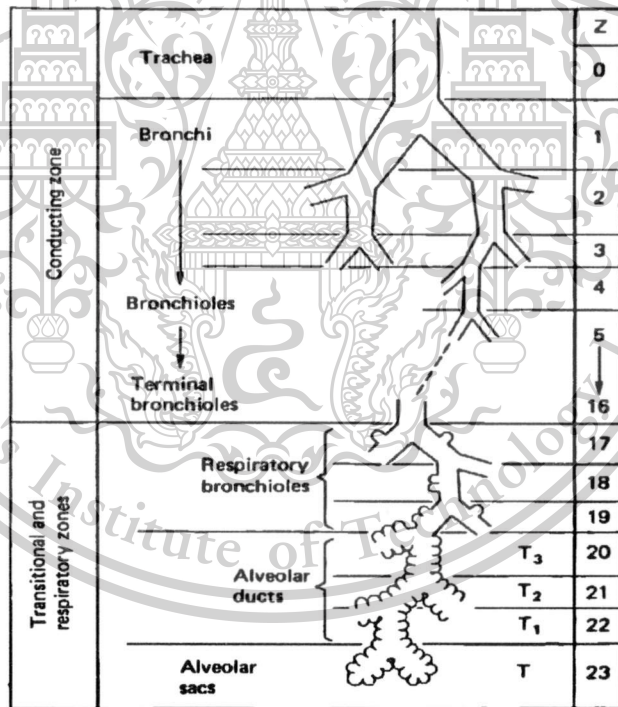 Z
Trachea
0
Bronchi
1
2
3
4
Bronchioles
5
Terminal
bronchioles
16
17
Respiratory
bronchioles
18
19
T3
20
Alveolar
ducts
T2
21
T1
22
Alveolar
sacs
T
23
Conducting zone
Transitional and
respiratory zones
s Institute of Technology